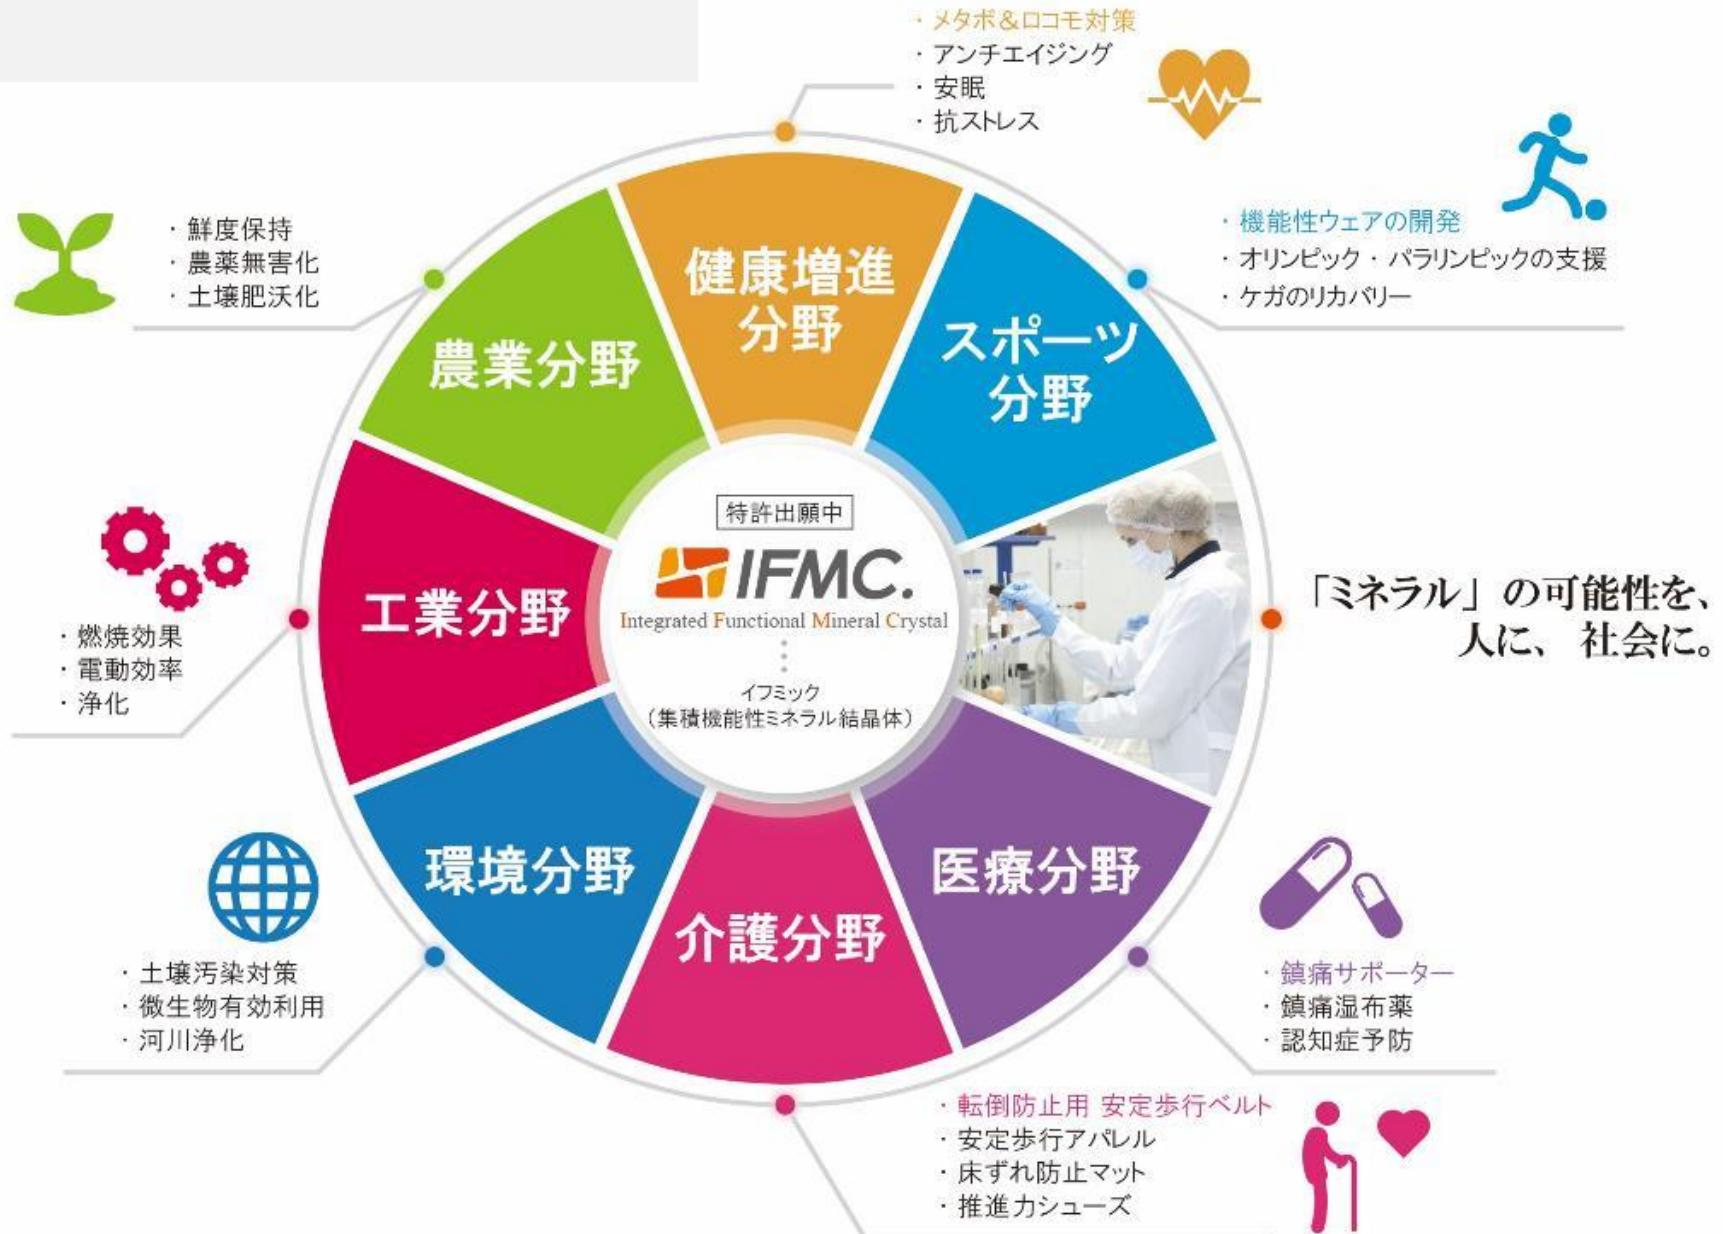 ・メタボ&ロコモ対策
・アンチエイジング
・安眠
・抗ストレス
・機能性ウェアの開発
・オリンピック・パラリンピックの支援
・ケガのリカバリー
・鮮度保持
・農薬無害化
・土壌肥沃化
健康増進
分野
スポーツ
分野
農業分野
特許出願中
IFMC.
Integrated Functional Mineral Crystal
イフミック
（集積機能性ミネラル結晶体）
工業分野
「ミネラル」の可能性を、
人に、社会に。
・燃焼効果
・電動効率
・浄化
環境分野
介護分野
医療分野
・土壌汚染対策
・微生物有効利用
・河川浄化
・鎮痛サポーター
・鎮痛湿布薬
・認知症予防
・転倒防止用 安定歩行ベルト
・安定歩行アパレル
・床ずれ防止マット
・推進力シューズ